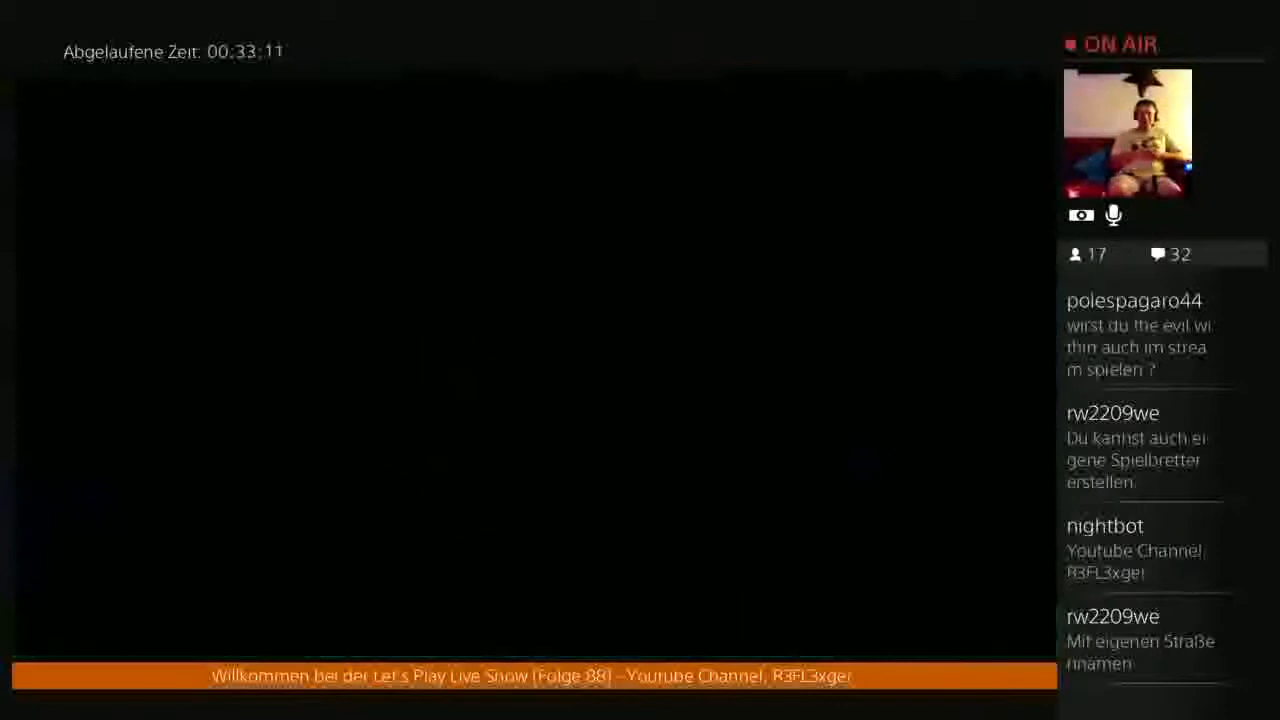 Abgelaufene Zeit: 00:33:11
ON AIR
17 32
polespagaro44
wirst du the evil wi
thin auch im strea
m spielen ?
rw2209we
Du kannst auch ei
gene Spielbretter
erstellen.
nightbot
Youtube Channel,
R3FL3xger
rw2209we
Mit eigenen Straße
nnamen
Willkommen bei der Let's Play Live Show [Folge 88] - Yourube Channel, R3FL3xger